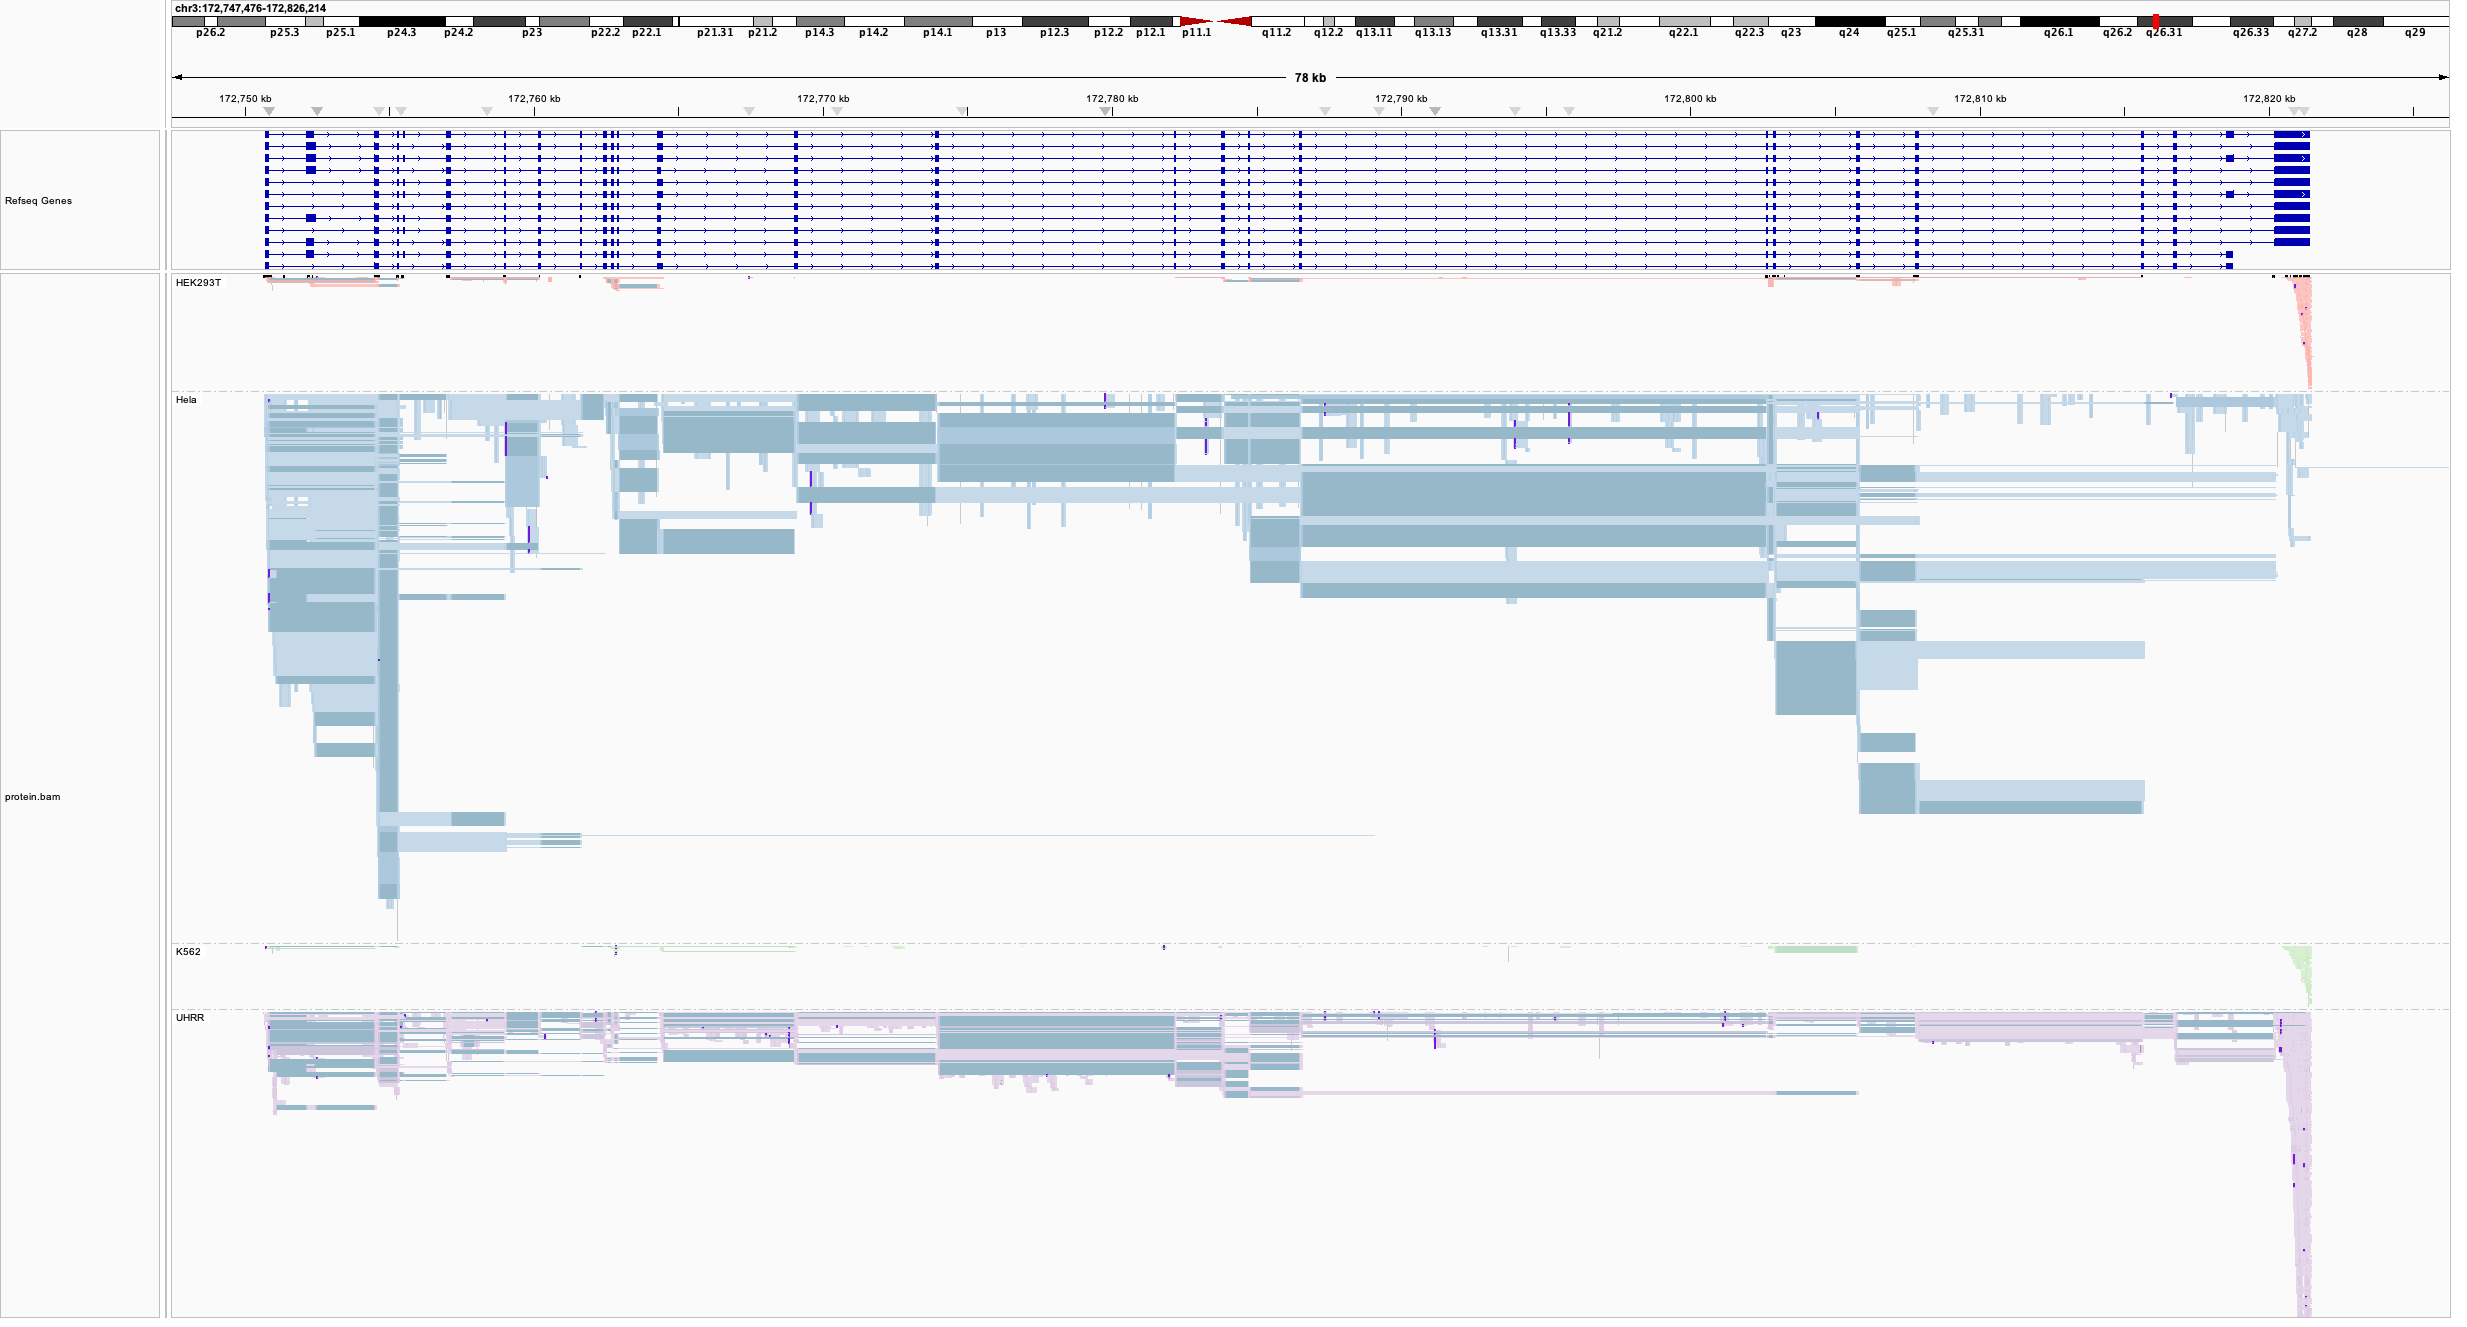 chr3:172,747,476-172,826,214
p26.2 p25.3 p25.1 p24.3 p24.2 p23 p22.2 p22.1 p21.31 p21.2 p14.3 p14.2 p14.1 p13 p12.3 p12.2 p12.1 p11.1 q11.2 q12.2 q13.11 q13.13 q13.31 q13.33 q21.2 q22.1 q22.3 q23 q24 q25.1 q25.31 q26.1 q26.2 q26.31 q26.33 q27.2 q28 q29
78 kb
172,750 kb 172,760 kb 172,770 kb 172,780 kb 172,790 kb 172,800 kb 172,810 kb 172,820 kb
Refseq Genes
HEK293T
Hela
protein.bam
K562
UHRR